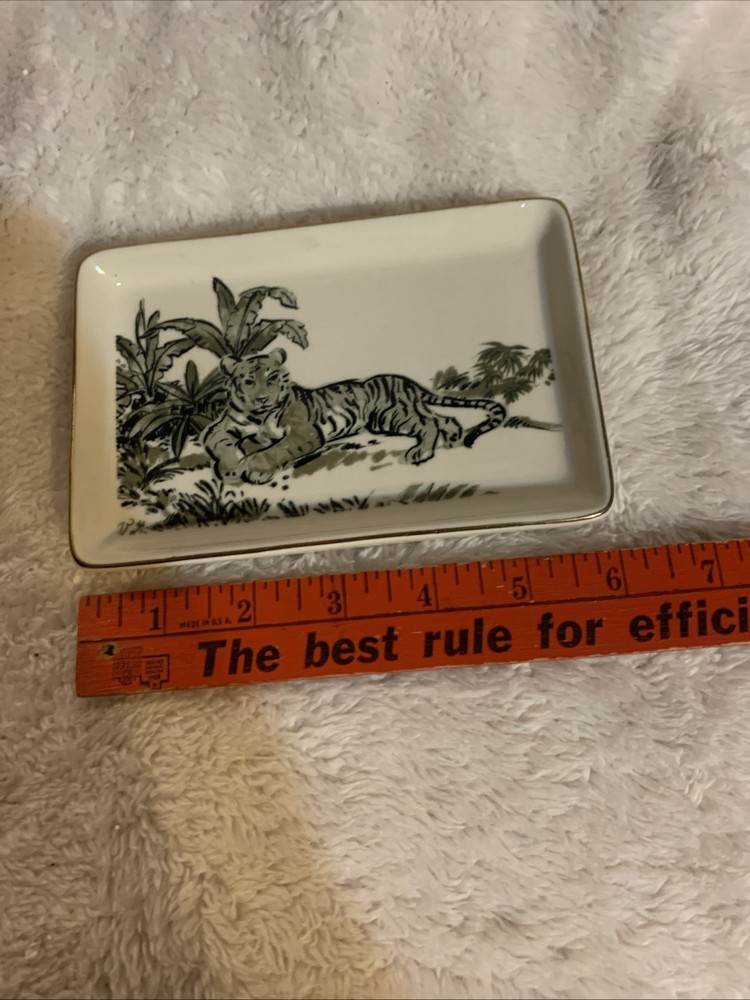 V.H.
1 2 3 4 5 6 7
MADE IN U.S.A.
The best rule for effici